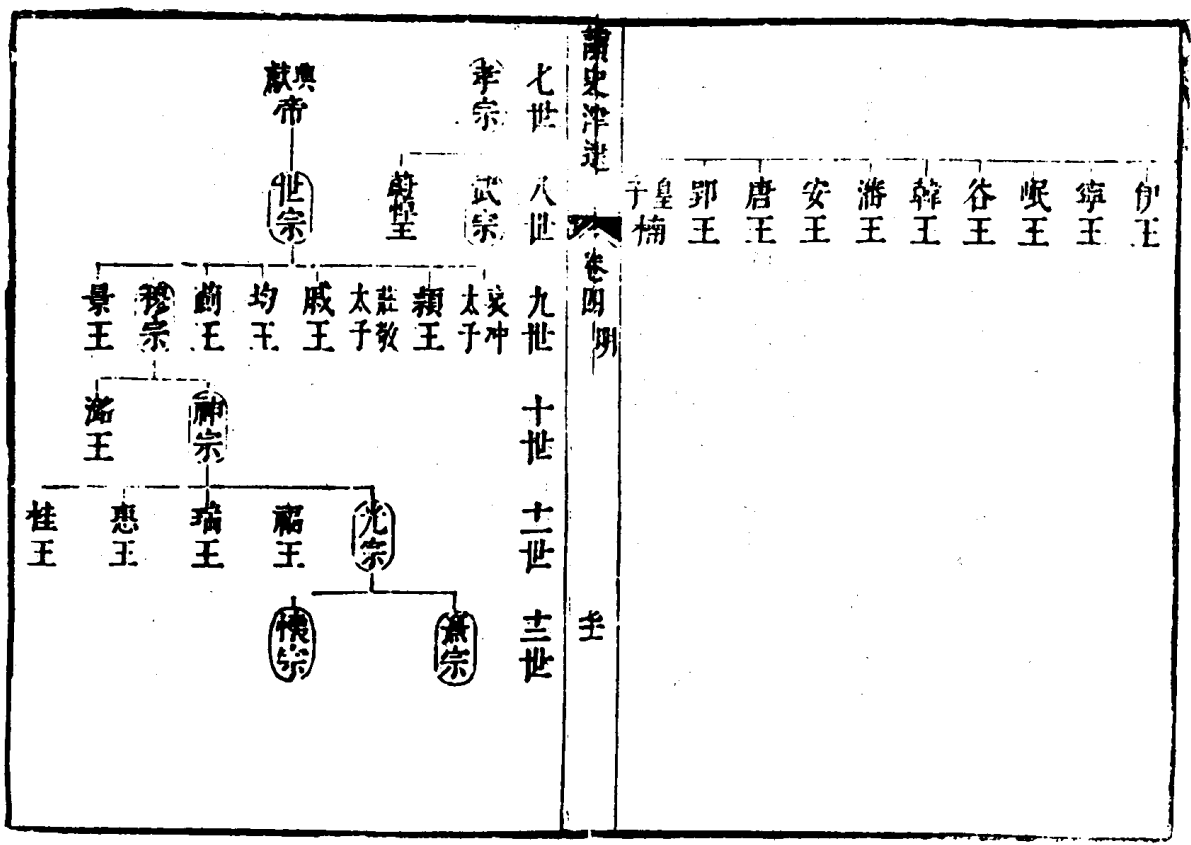 伊王
寧王
岷王
谷王
韓王
瀋王
安王
唐王
郢王
皇子楠
讀史津逮
卷四 明
七世
孝宗
興獻帝
八世
武宗
蔚悼王
世宗
九世
哀冲太子
潁王
莊敬太子
戚王
均王
薊王
穆宗
景王
十世
神宗
潞王
十一世
光宗
福王
瑞王
惠王
桂王
十二世
熹宗
懷宗